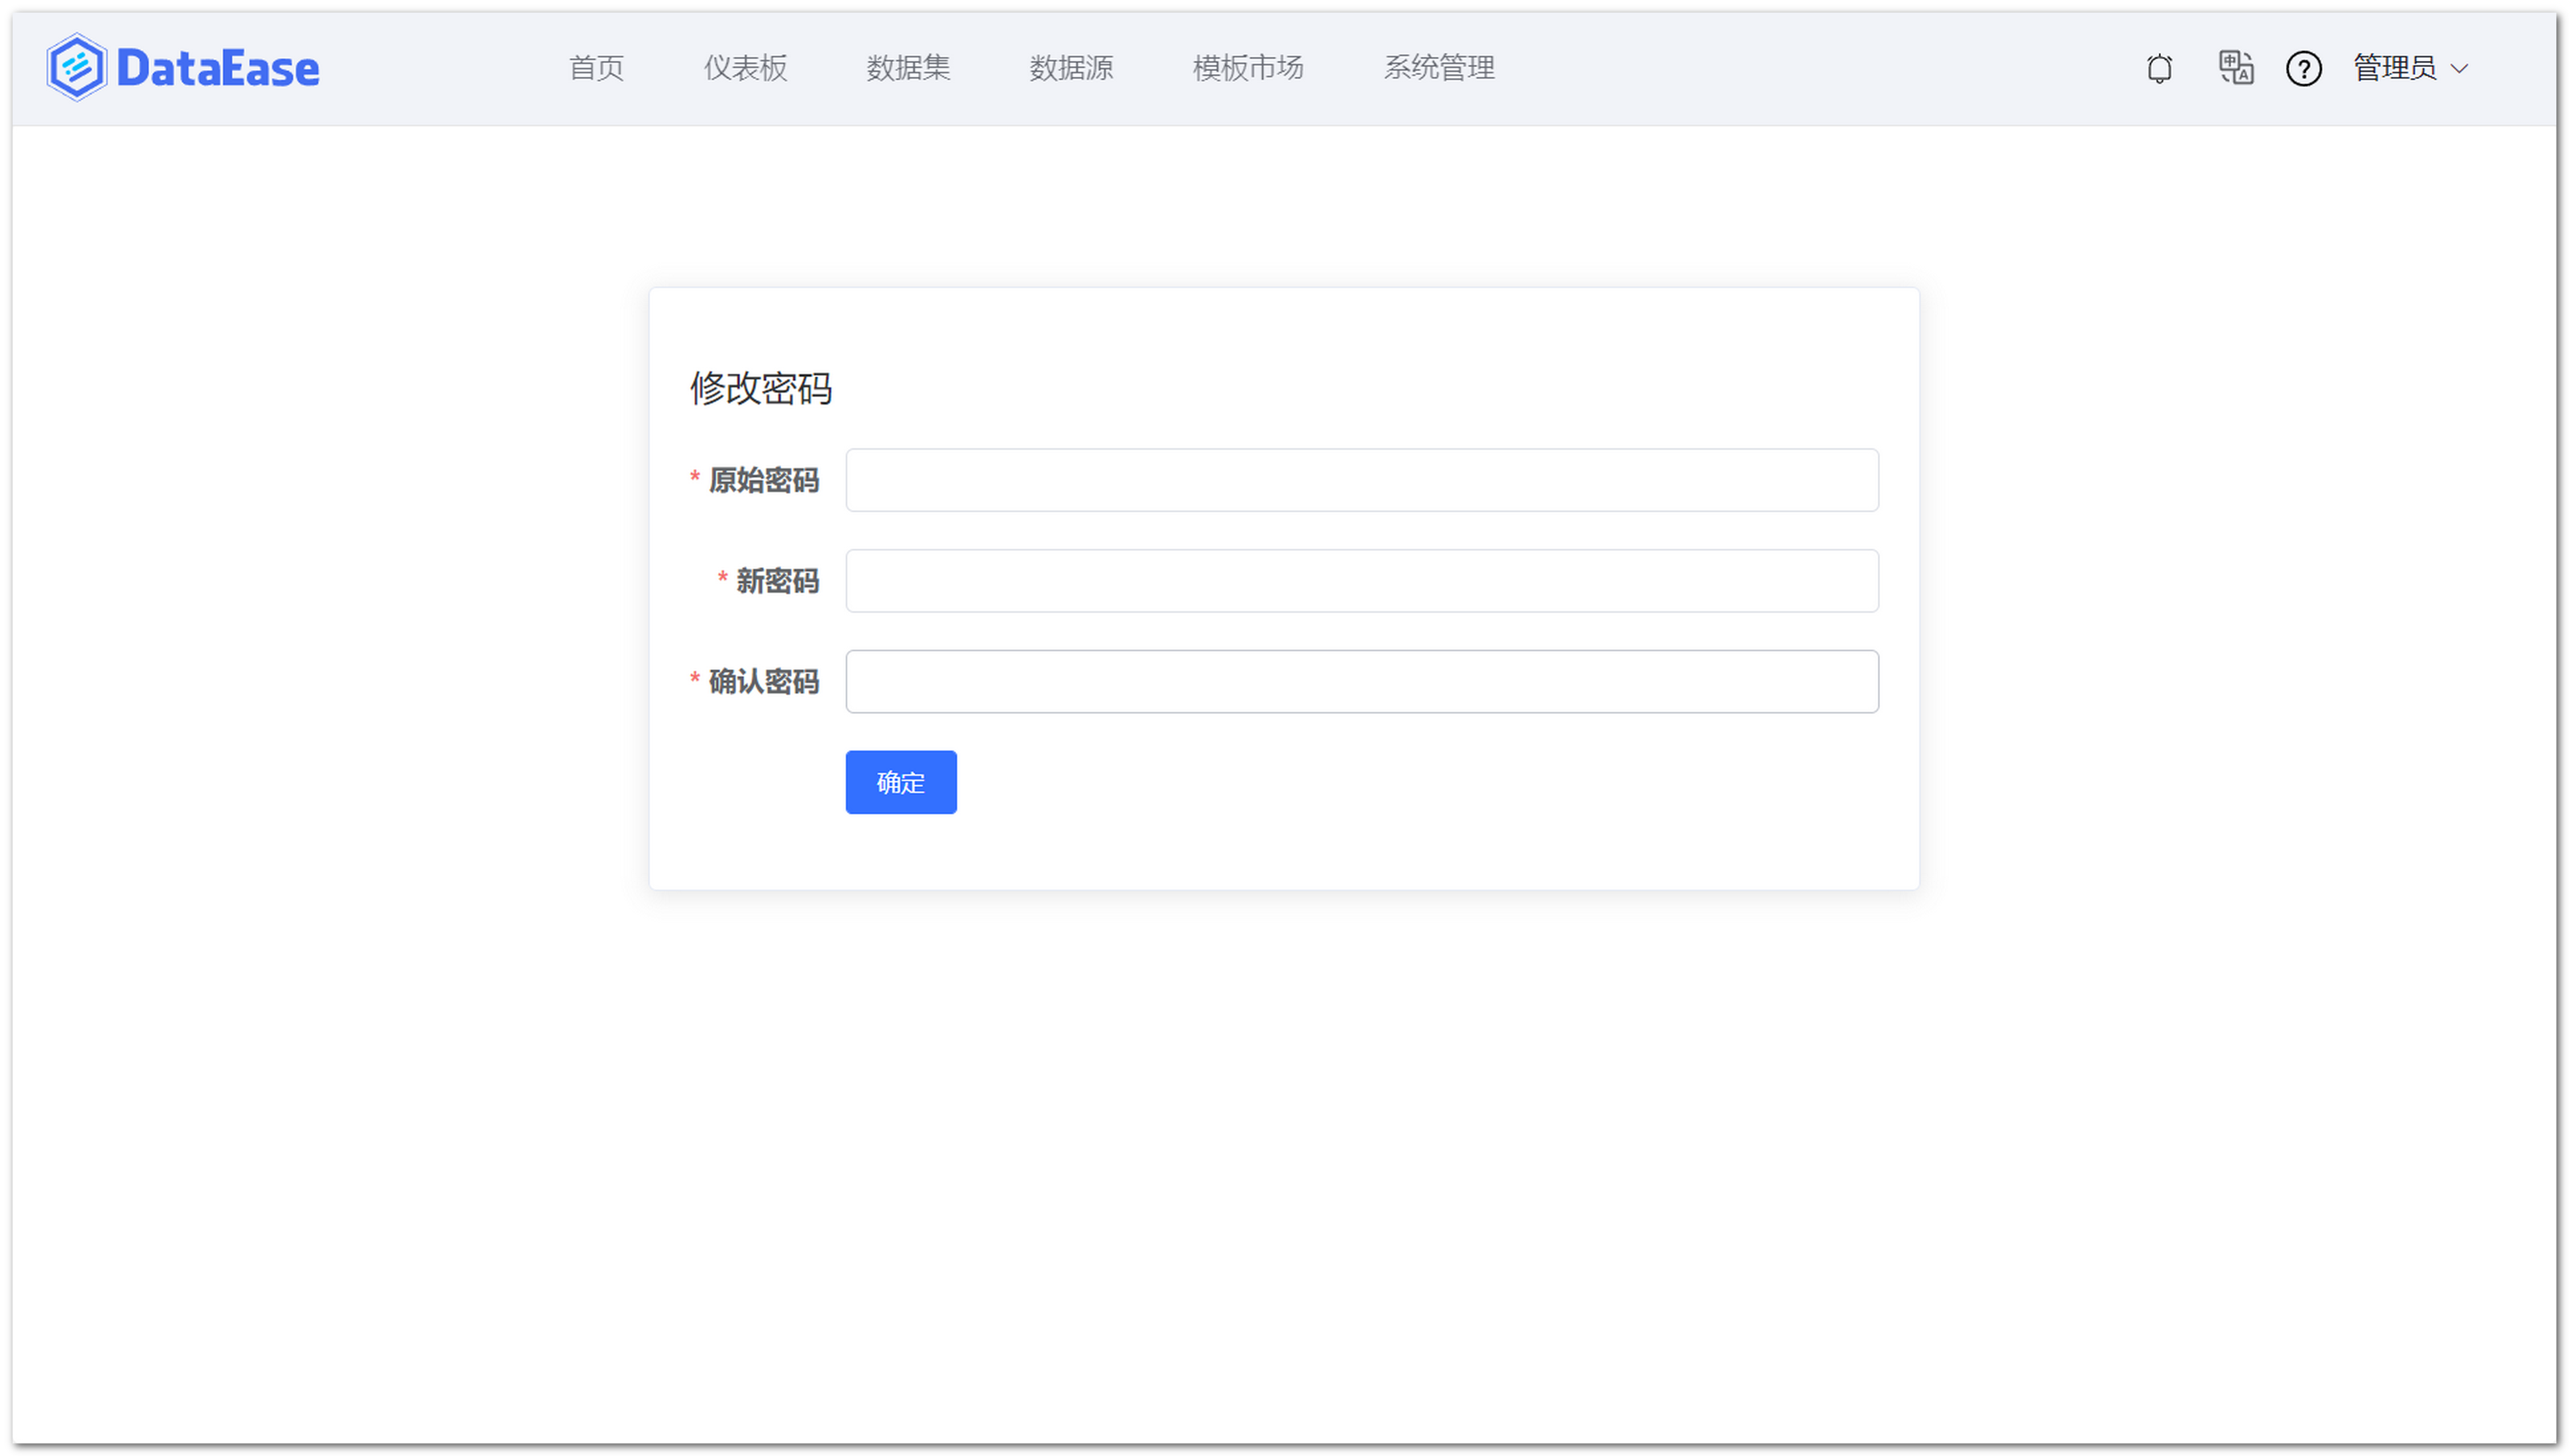 DataEase 首页 仪表板 数据集 数据源 模板市场 系统管理 中 A ? 管理员
修改密码
* 原始密码
* 新密码
* 确认密码
确定